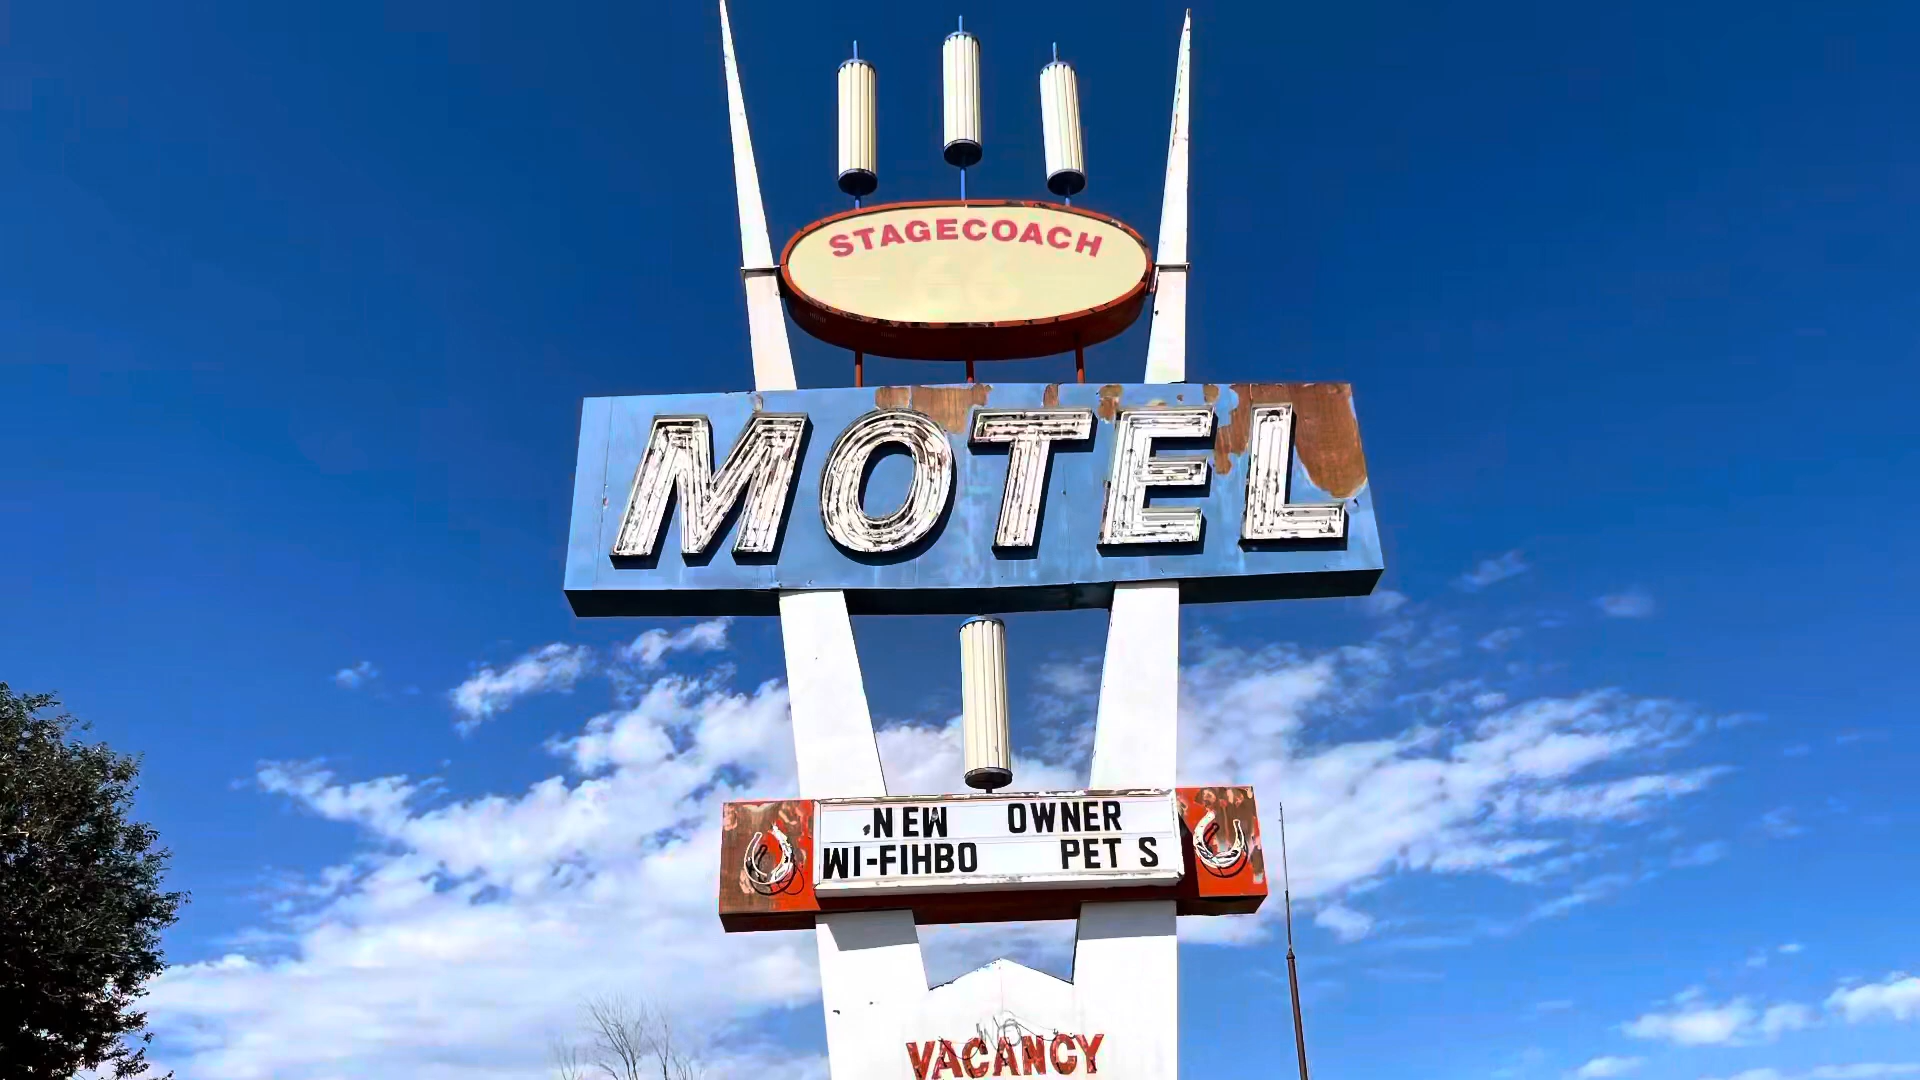 STAGECOACH
MOTEL
NEW OWNER
WI-FIHBO PET S
VACANCY